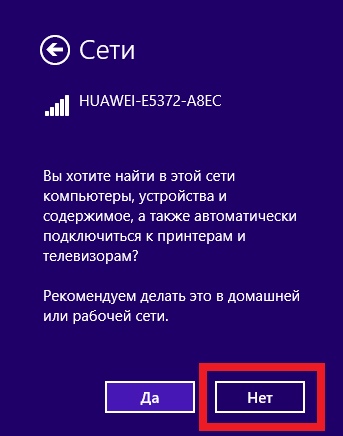 Сети
HUAWEI-E5372-A8EC
Вы хотите найти в этой сети
компьютеры, устройства и
содержимое, а также автоматически
подключиться к принтерам и
телевизорам?
Рекомендуем делать это в домашней
или рабочей сети.
Да
Нет